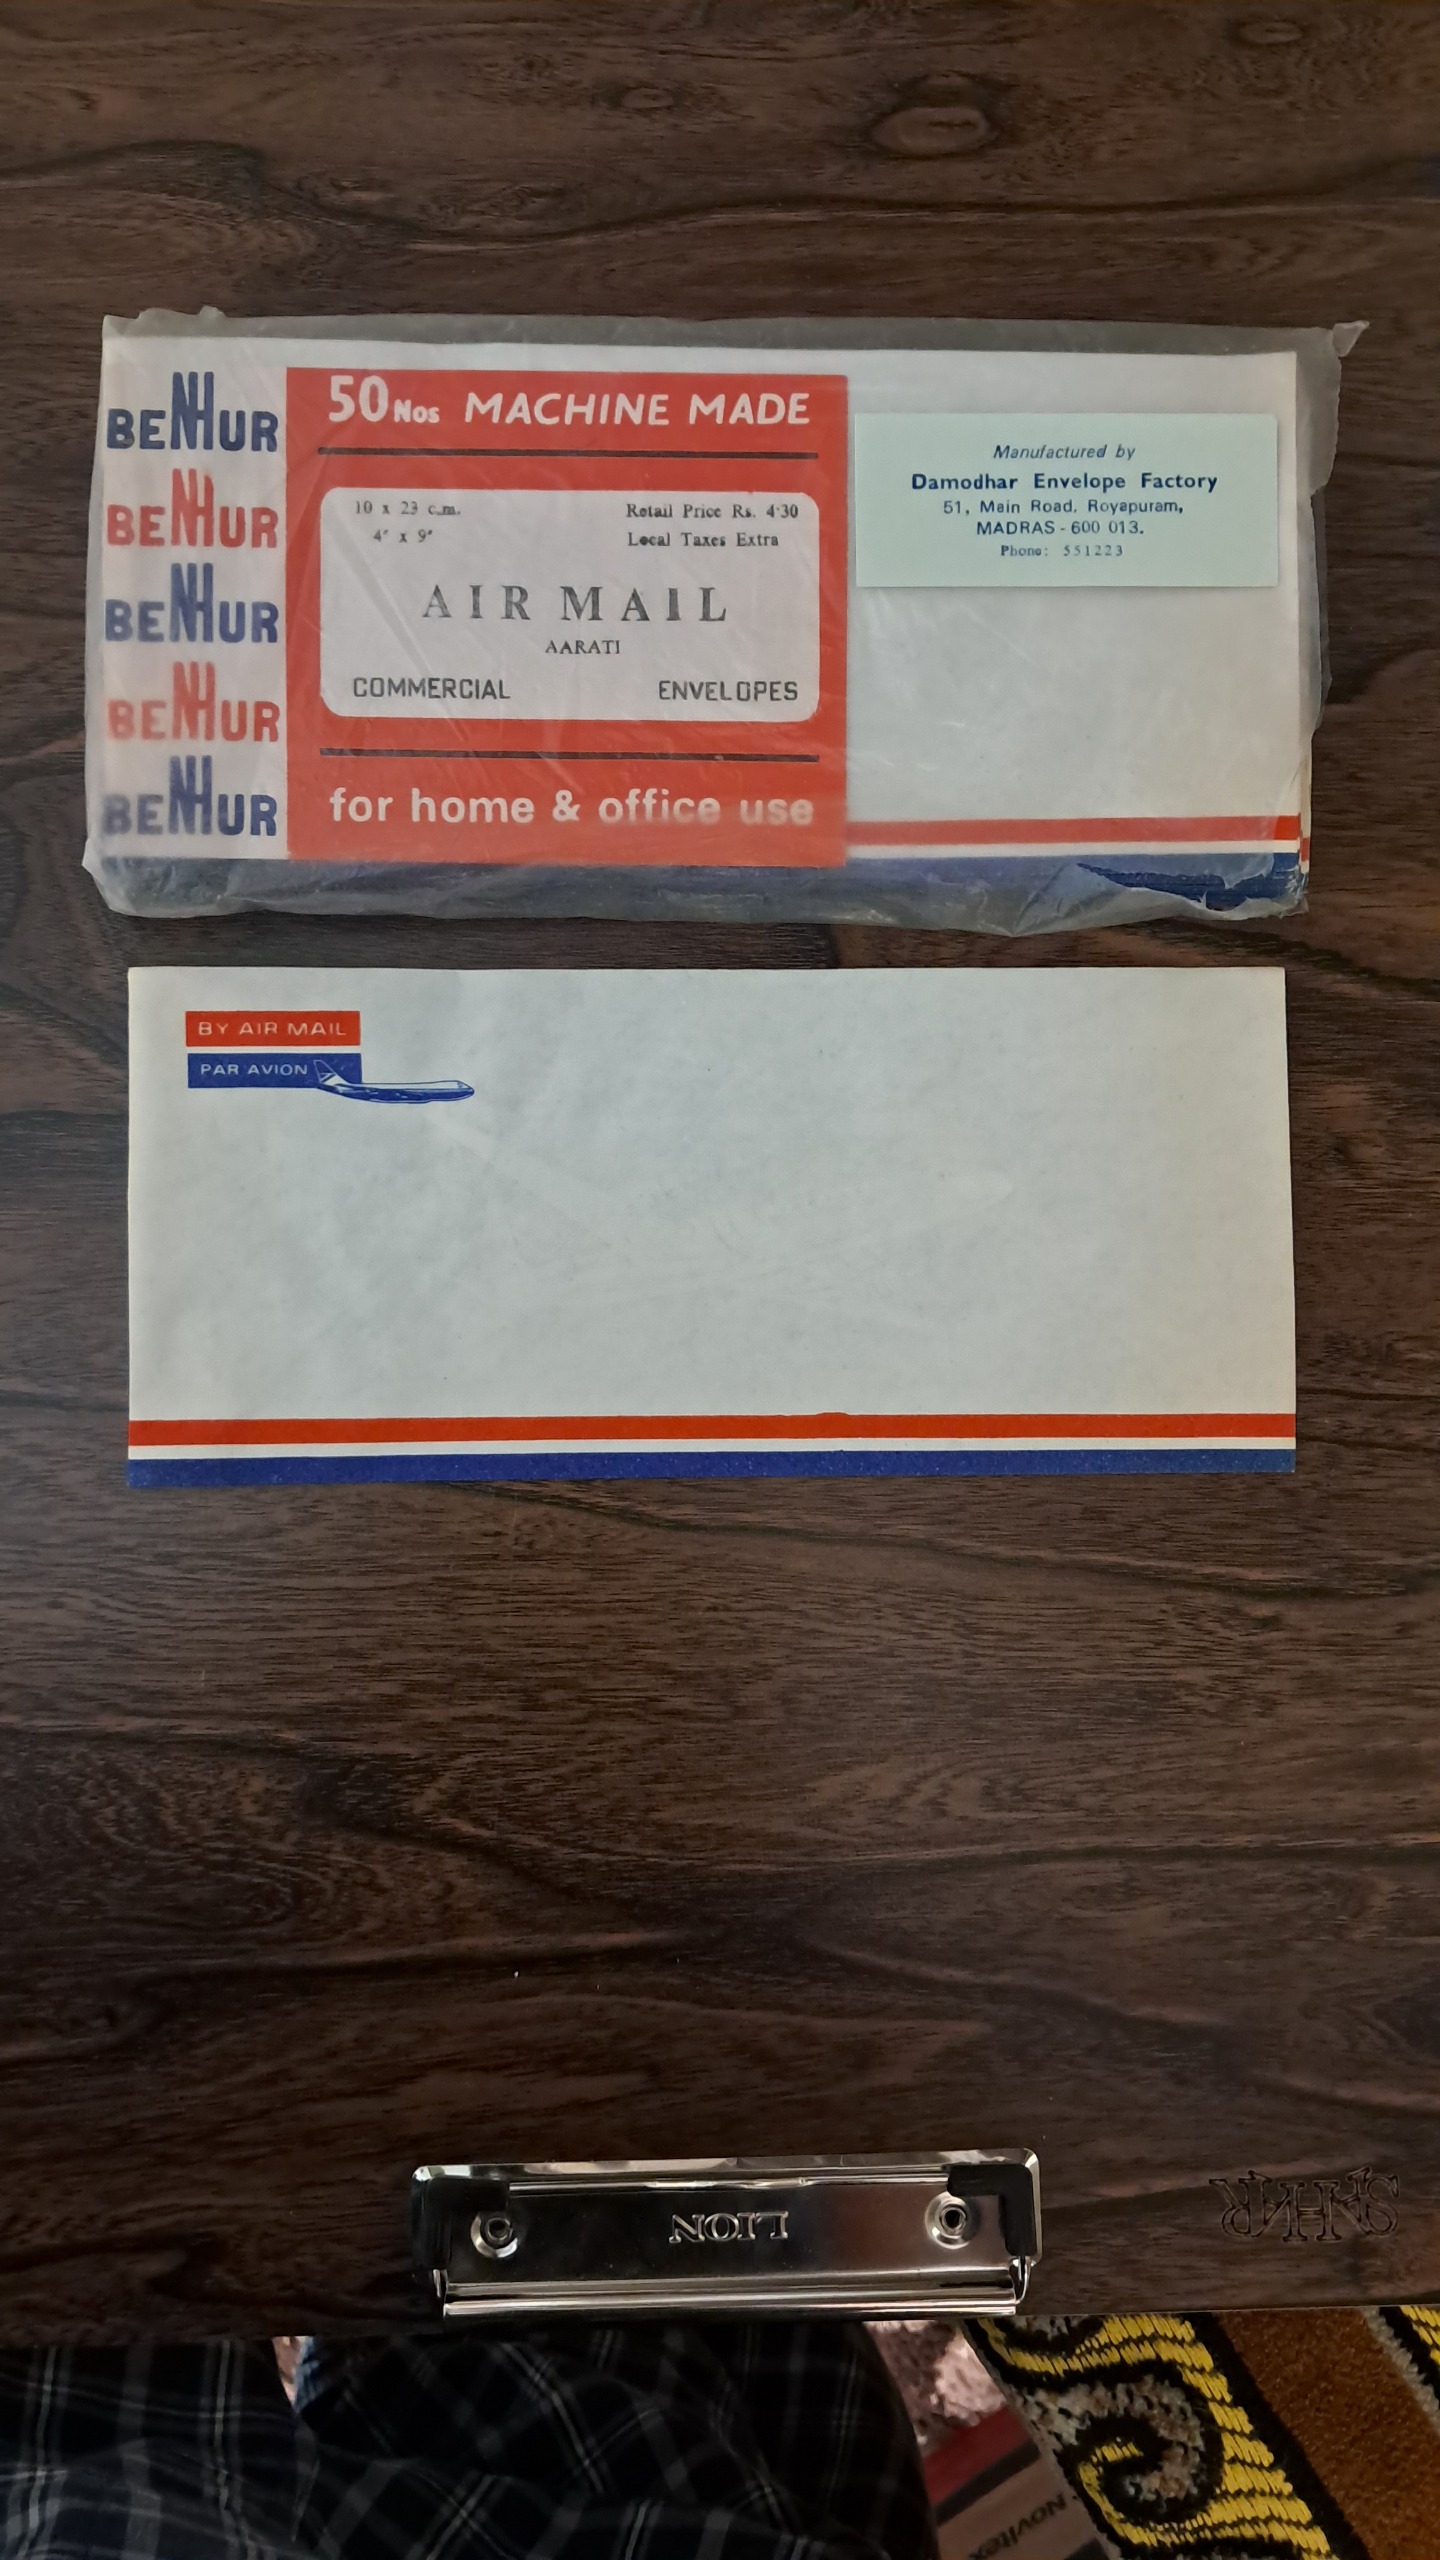 BENHUR
BENHUR
BENHUR
BENHUR
BENHUR
50 Nos MACHINE MADE
10 x 23 c.m.
4" x 9"
Retail Price Rs. 4·30
Local Taxes Extra
AIR MAIL
AARATI
COMMERCIAL ENVELOPES
for home & office use
Manufactured by
Damodhar Envelope Factory
51, Main Road, Royapuram,
MADRAS - 600 013.
Phone: 551223
BY AIR MAIL
PAR AVION
LION
Novitex